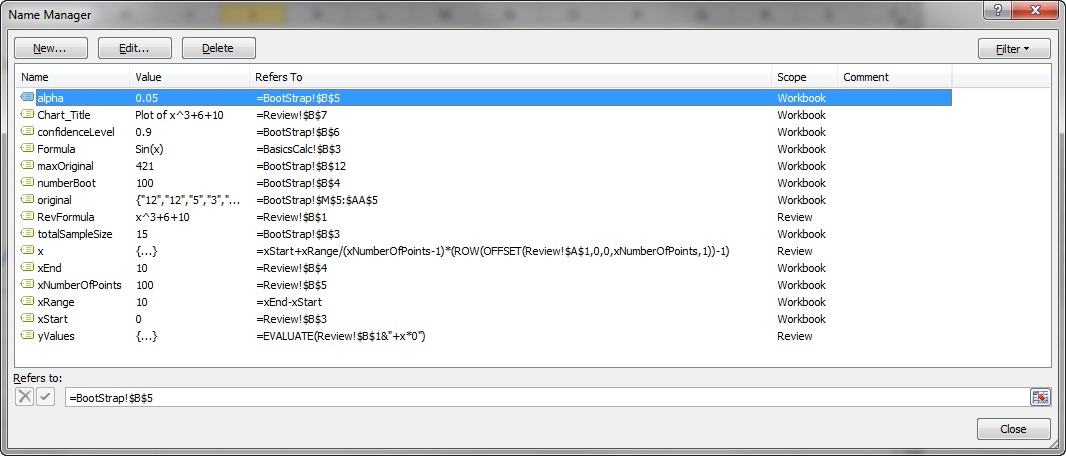 Name Manager
New... Edit... Delete Filter
Name Value Refers To Scope Comment
alpha 0.05 =BootStrap!$B$5 Workbook
Chart_Title Plot of x^3+6+10 =Review!$B$7 Workbook
confidenceLevel 0.9 =BootStrap!$B$6 Workbook
Formula Sin(x) =BasicsCalc!$B$3 Workbook
maxOriginal 421 =BootStrap!$B$12 Workbook
numberBoot 100 =BootStrap!$B$4 Workbook
original {"12","12","5","3","... =BootStrap!$M$5:$AA$5 Workbook
RevFormula x^3+6+10 =Review!$B$1 Review
totalSampleSize 15 =BootStrap!$B$3 Workbook
x {...} =xStart+xRange/(xNumberOfPoints-1)*(ROW(OFFSET(Review!$A$1,0,0,xNumberOfPoints,1))-1) Review
xEnd 10 =Review!$B$4 Workbook
xNumberOfPoints 100 =Review!$B$5 Workbook
xRange 10 =xEnd-xStart Workbook
xStart 0 =Review!$B$3 Workbook
yValues {...} =EVALUATE(Review!$B$1&"+x*0") Review
Refers to:
=BootStrap!$B$5
Close